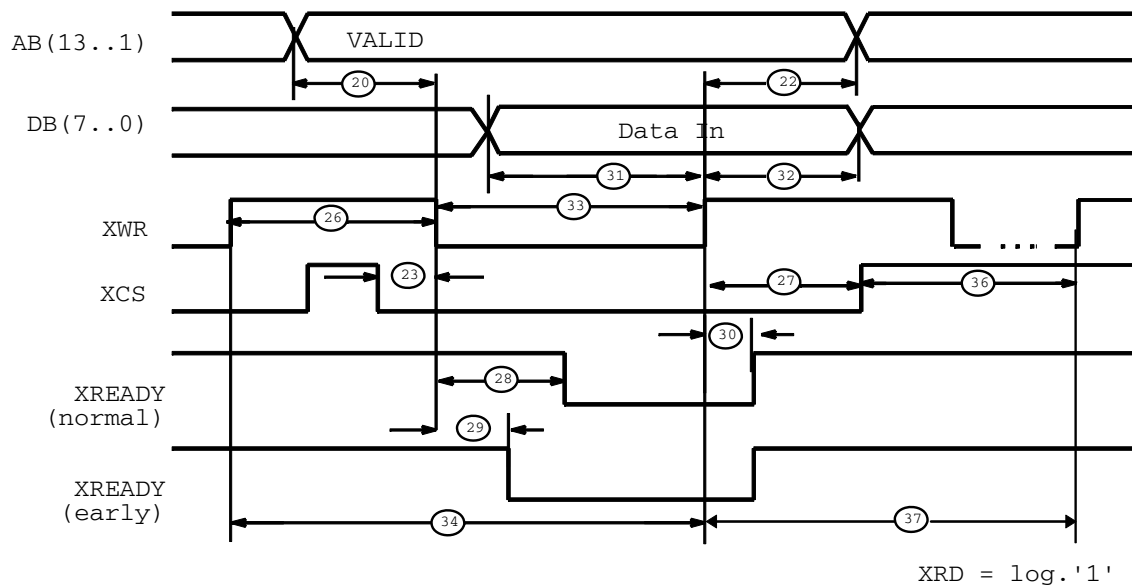 AB(13..1)
VALID
20
22
DB(7..0)
Data In
31
32
XWR
26
33
XCS
23
27
36
30
XREADY
(normal)
28
29
XREADY
(early)
34
37
XRD = log.'1'